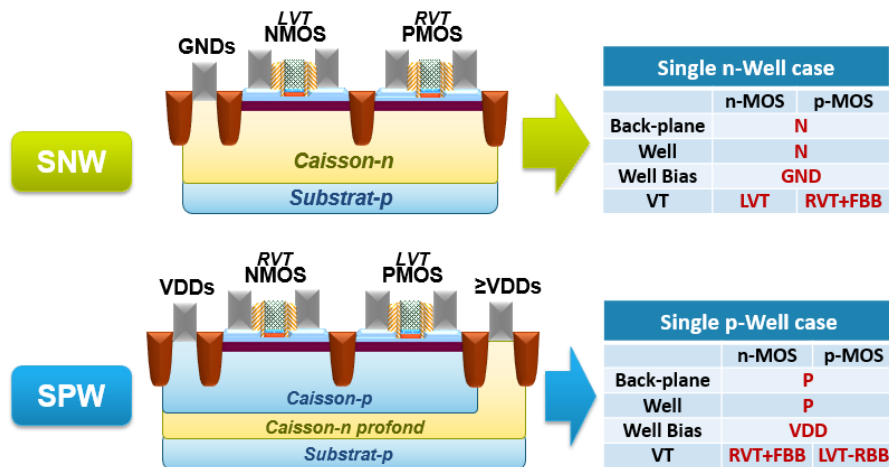 LVT
NMOS
RVT
PMOS
GNDs
SNW
Caisson-n
Substrat-p
Single n-Well case
n-MOS p-MOS
Back-plane N
Well N
Well Bias GND
VT LVT RVT+FBB
RVT
NMOS
LVT
PMOS
VDDs
≥VDDs
SPW
Caisson-p
Caisson-n profond
Substrat-p
Single p-Well case
n-MOS p-MOS
Back-plane P
Well P
Well Bias VDD
VT RVT+FBB LVT-RBB